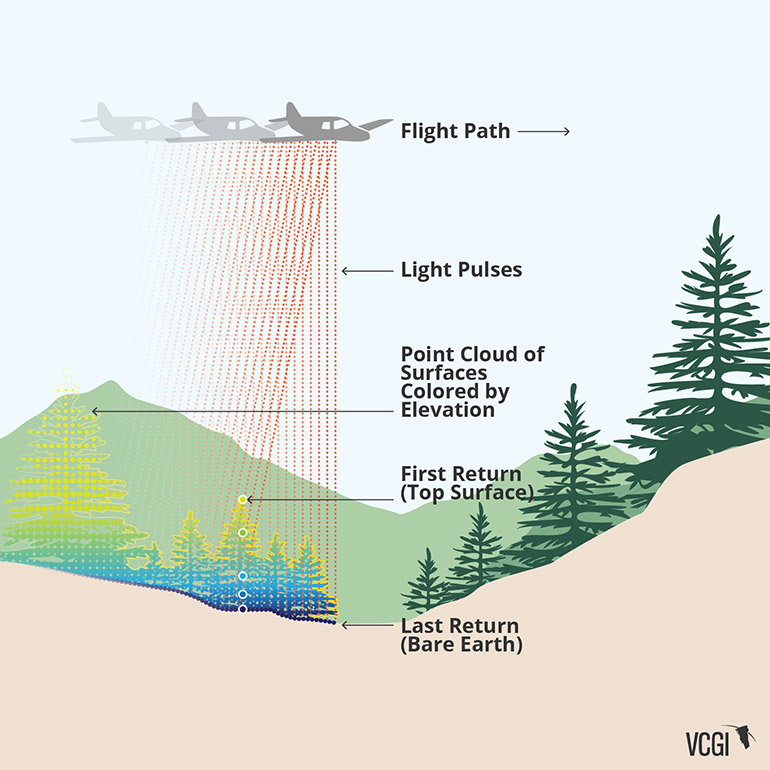 Flight Path
Light Pulses
Point Cloud of
Surfaces
Colored by
Elevation
First Return
(Top Surface)
Last Return
(Bare Earth)
VCGI